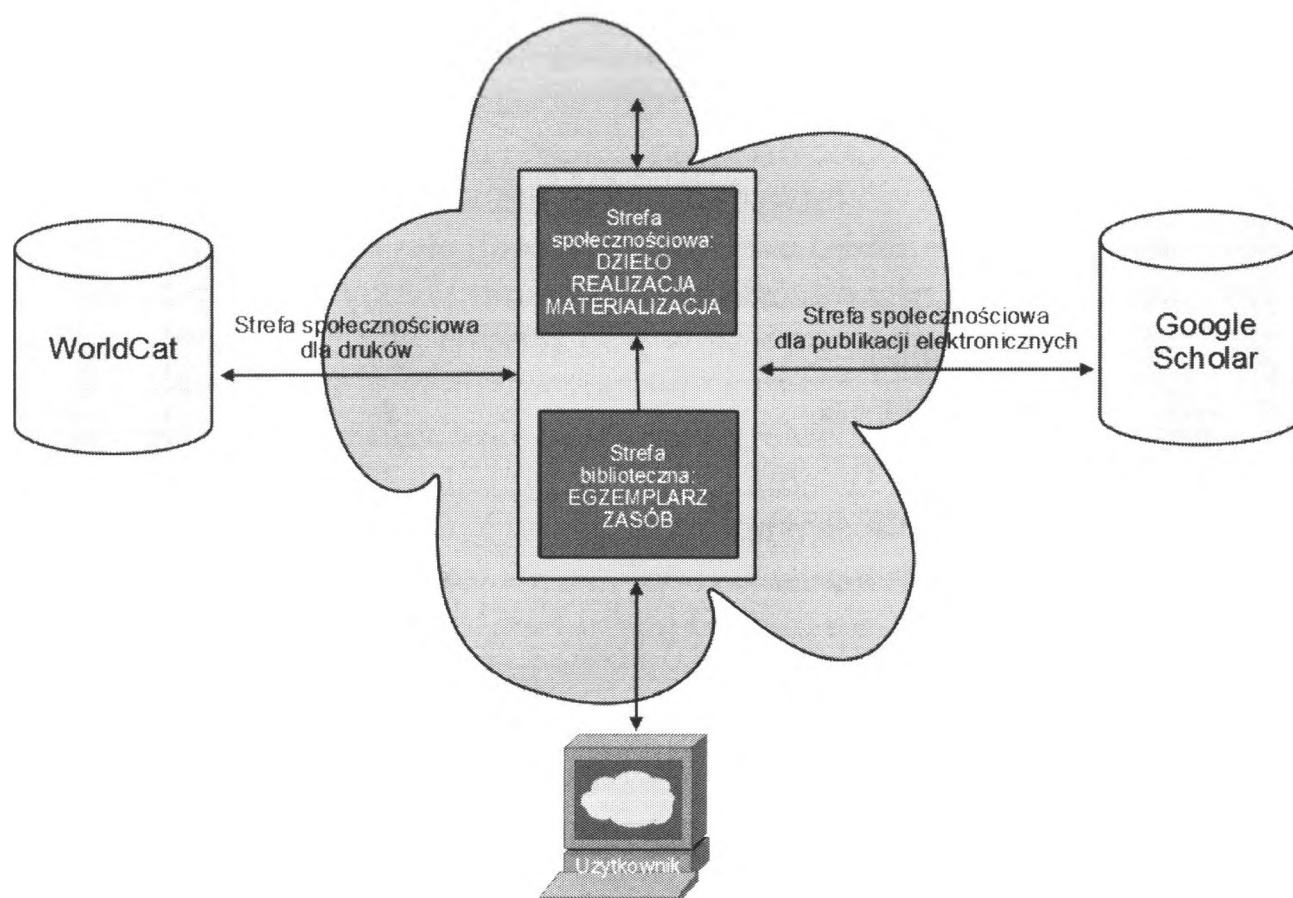 Strefa
społecznościowa:
DZIEŁO
REALIZACJA
MATERIALIZACJA
WorldCat
Strefa społecznościowa
dla druków
Strefa społecznościowa
dla publikacji elektronicznych
Google
Scholar
Strefa
biblioteczna:
EGZEMPLARZ
ZASÓB
Użytkownik